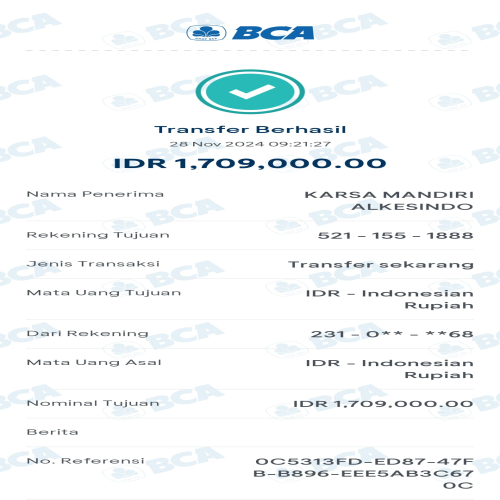 BCA
Transfer Berhasil
28 Nov 2024 09:21:27
IDR 1,709,000.00
Nama Penerima
KARSA MANDIRI
ALKESINDO
Rekening Tujuan
521 - 155 - 1888
Jenis Transaksi
Transfer sekarang
Mata Uang Tujuan
IDR - Indonesian
Rupiah
Dari Rekening
231 - 0** - **68
Mata Uang Asal
IDR - Indonesian
Rupiah
Nominal Tujuan
IDR 1,709,000.00
Berita
No. Referensi
0C5313FD-ED87-47F
B-B896-EEE5AB3C67
0C